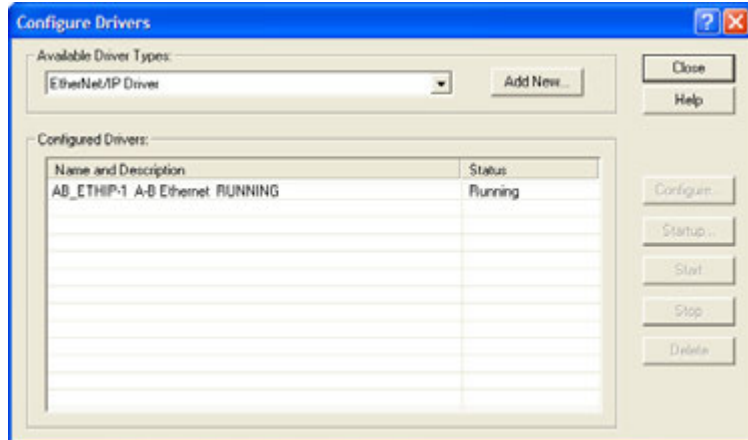 Configure Drivers
Available Driver Types:
EtherNet/IP Driver
Add New...
Close
Help
Configured Drivers:
Name and Description Status
AB_ETHIP-1 A-B Ethernet RUNNING Running
Configure...
Startup...
Start
Stop
Delete